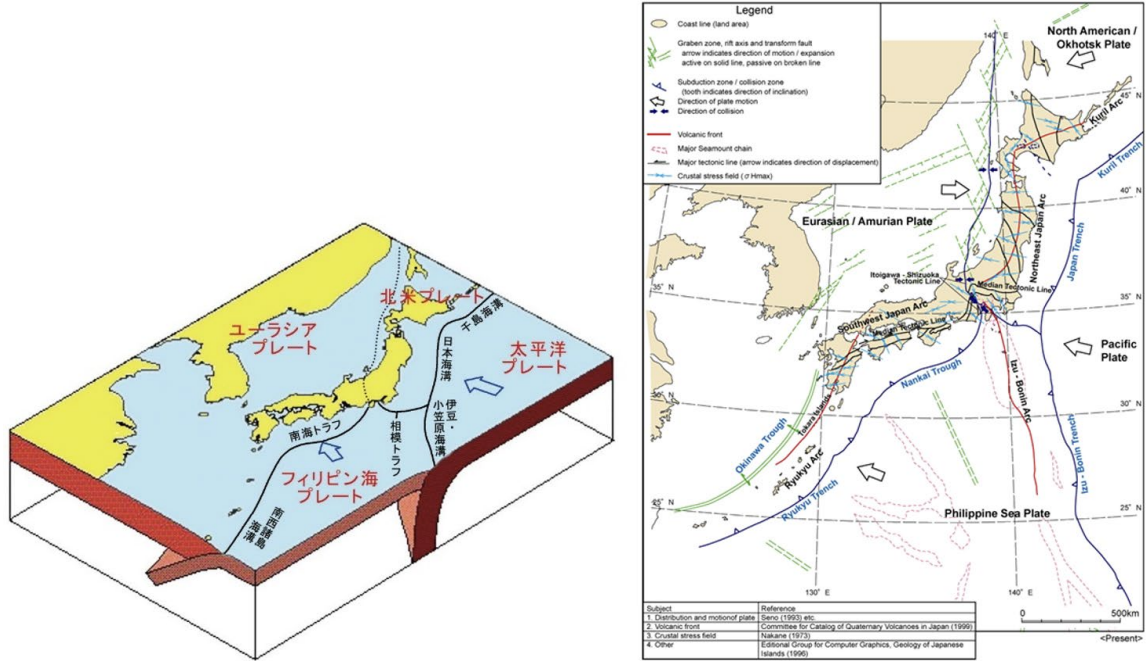 北米プレート
ユーラシア
プレート
千島海溝
日本海溝
太平洋
プレート
伊豆・
小笠原海溝
南海トラフ
相模トラフ
フィリピン海
プレート
南西諸島
海溝
Legend
Coast line (land area)
Graben zone, rift axis and transform fault
arrow indicates direction of motion / expansion
active on solid line, passive on broken line
Subduction zone / collision zone
(tooth indicates direction of inclination)
Direction of plate motion
Direction of collision
Volcanic front
Major Seamount chain
Major tectonic line (arrow indicates direction of displacement)
Crustal stress field (σ Hmax)
140° E
North American /
Okhotsk Plate
45° N
Kuril Arc
Kuril Trench
40° N
Eurasian / Amurian Plate
Northeast Japan Arc
Japan Trench
Itoigawa - Shizuoka
Tectonic Line
Median Tectonic Line
35° N
35° N
Southwest Japan Arc
Median Tectonic Line
Pacific
Plate
Nankai Trough
Izu - Bonin Arc
30° N
30° N
Tokara Islands
Okinawa Trough
Ryukyu Arc
Ryukyu Trench
Izu - Bonin Trench
25° N
25° N
Philippine Sea Plate
130° E
140° E
0
500km
<Present>
Subject Reference
1. Distribution and motionof plate Seno (1993) etc.
2. Volcanic front Committee for Catalog of Quaternary Volcanoes in Japan (1999)
3. Crustal stress field Nakane (1973)
4. Other Editional Group for Computer Graphics, Geology of Japanese
Islands (1996)